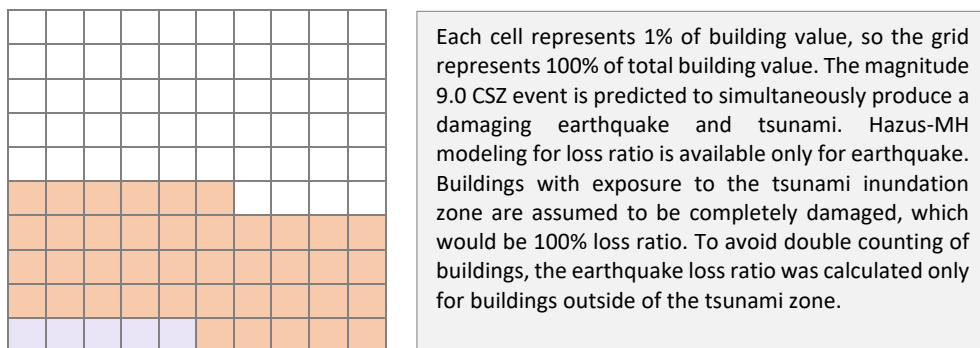 Each cell represents 1% of building value, so the grid
represents 100% of total building value. The magnitude
9.0 CSZ event is predicted to simultaneously produce a
damaging earthquake and tsunami. Hazus-MH
modeling for loss ratio is available only for earthquake.
Buildings with exposure to the tsunami inundation
zone are assumed to be completely damaged, which
would be 100% loss ratio. To avoid double counting of
buildings, the earthquake loss ratio was calculated only
for buildings outside of the tsunami zone.